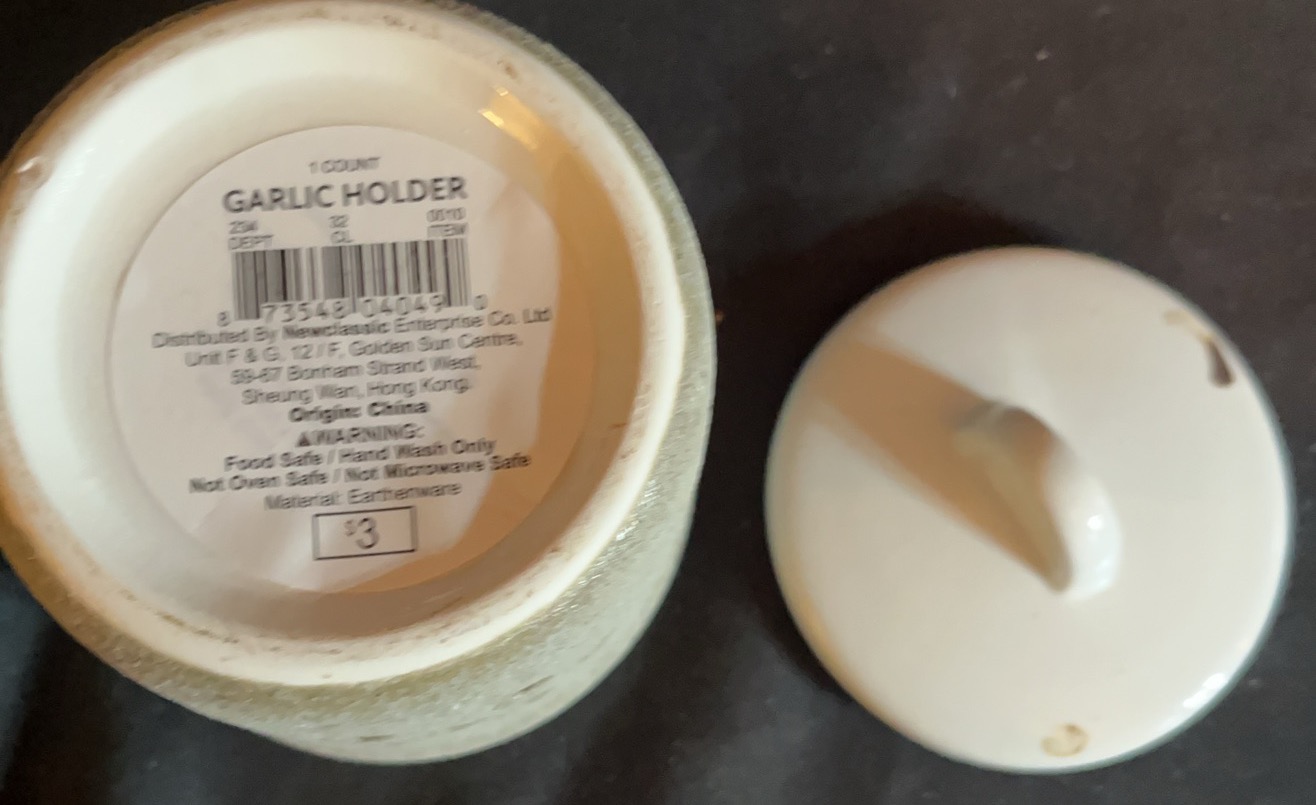 1 COUNT
GARLIC HOLDER
234 32 0010
DEPT CL ITEM
8 73548 04049 0
Distributed By Newclassic Enterprise Co. Ltd
Unit F & G, 12 / F, Golden Sun Centre,
59-67 Bonham Strand West,
Sheung Wan, Hong Kong.
Origin: China
⚠WARNING:
Food Safe / Hand Wash Only
Not Oven Safe / Not Microwave Safe
Material: Earthenware
$3